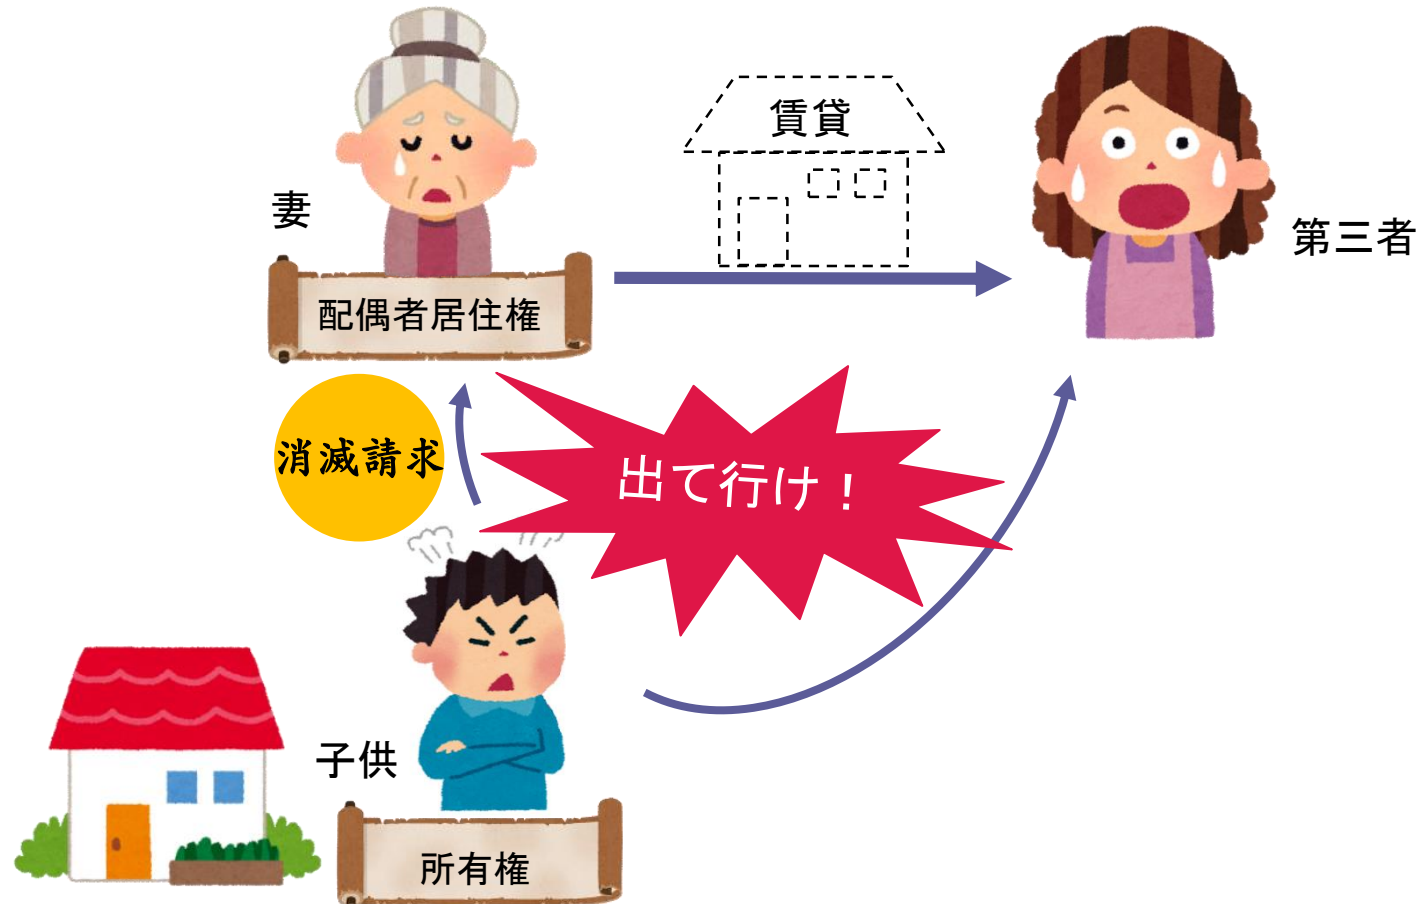 賃貸
妻
第三者
配偶者居住権
消滅請求
出て行け！
子供
所有権